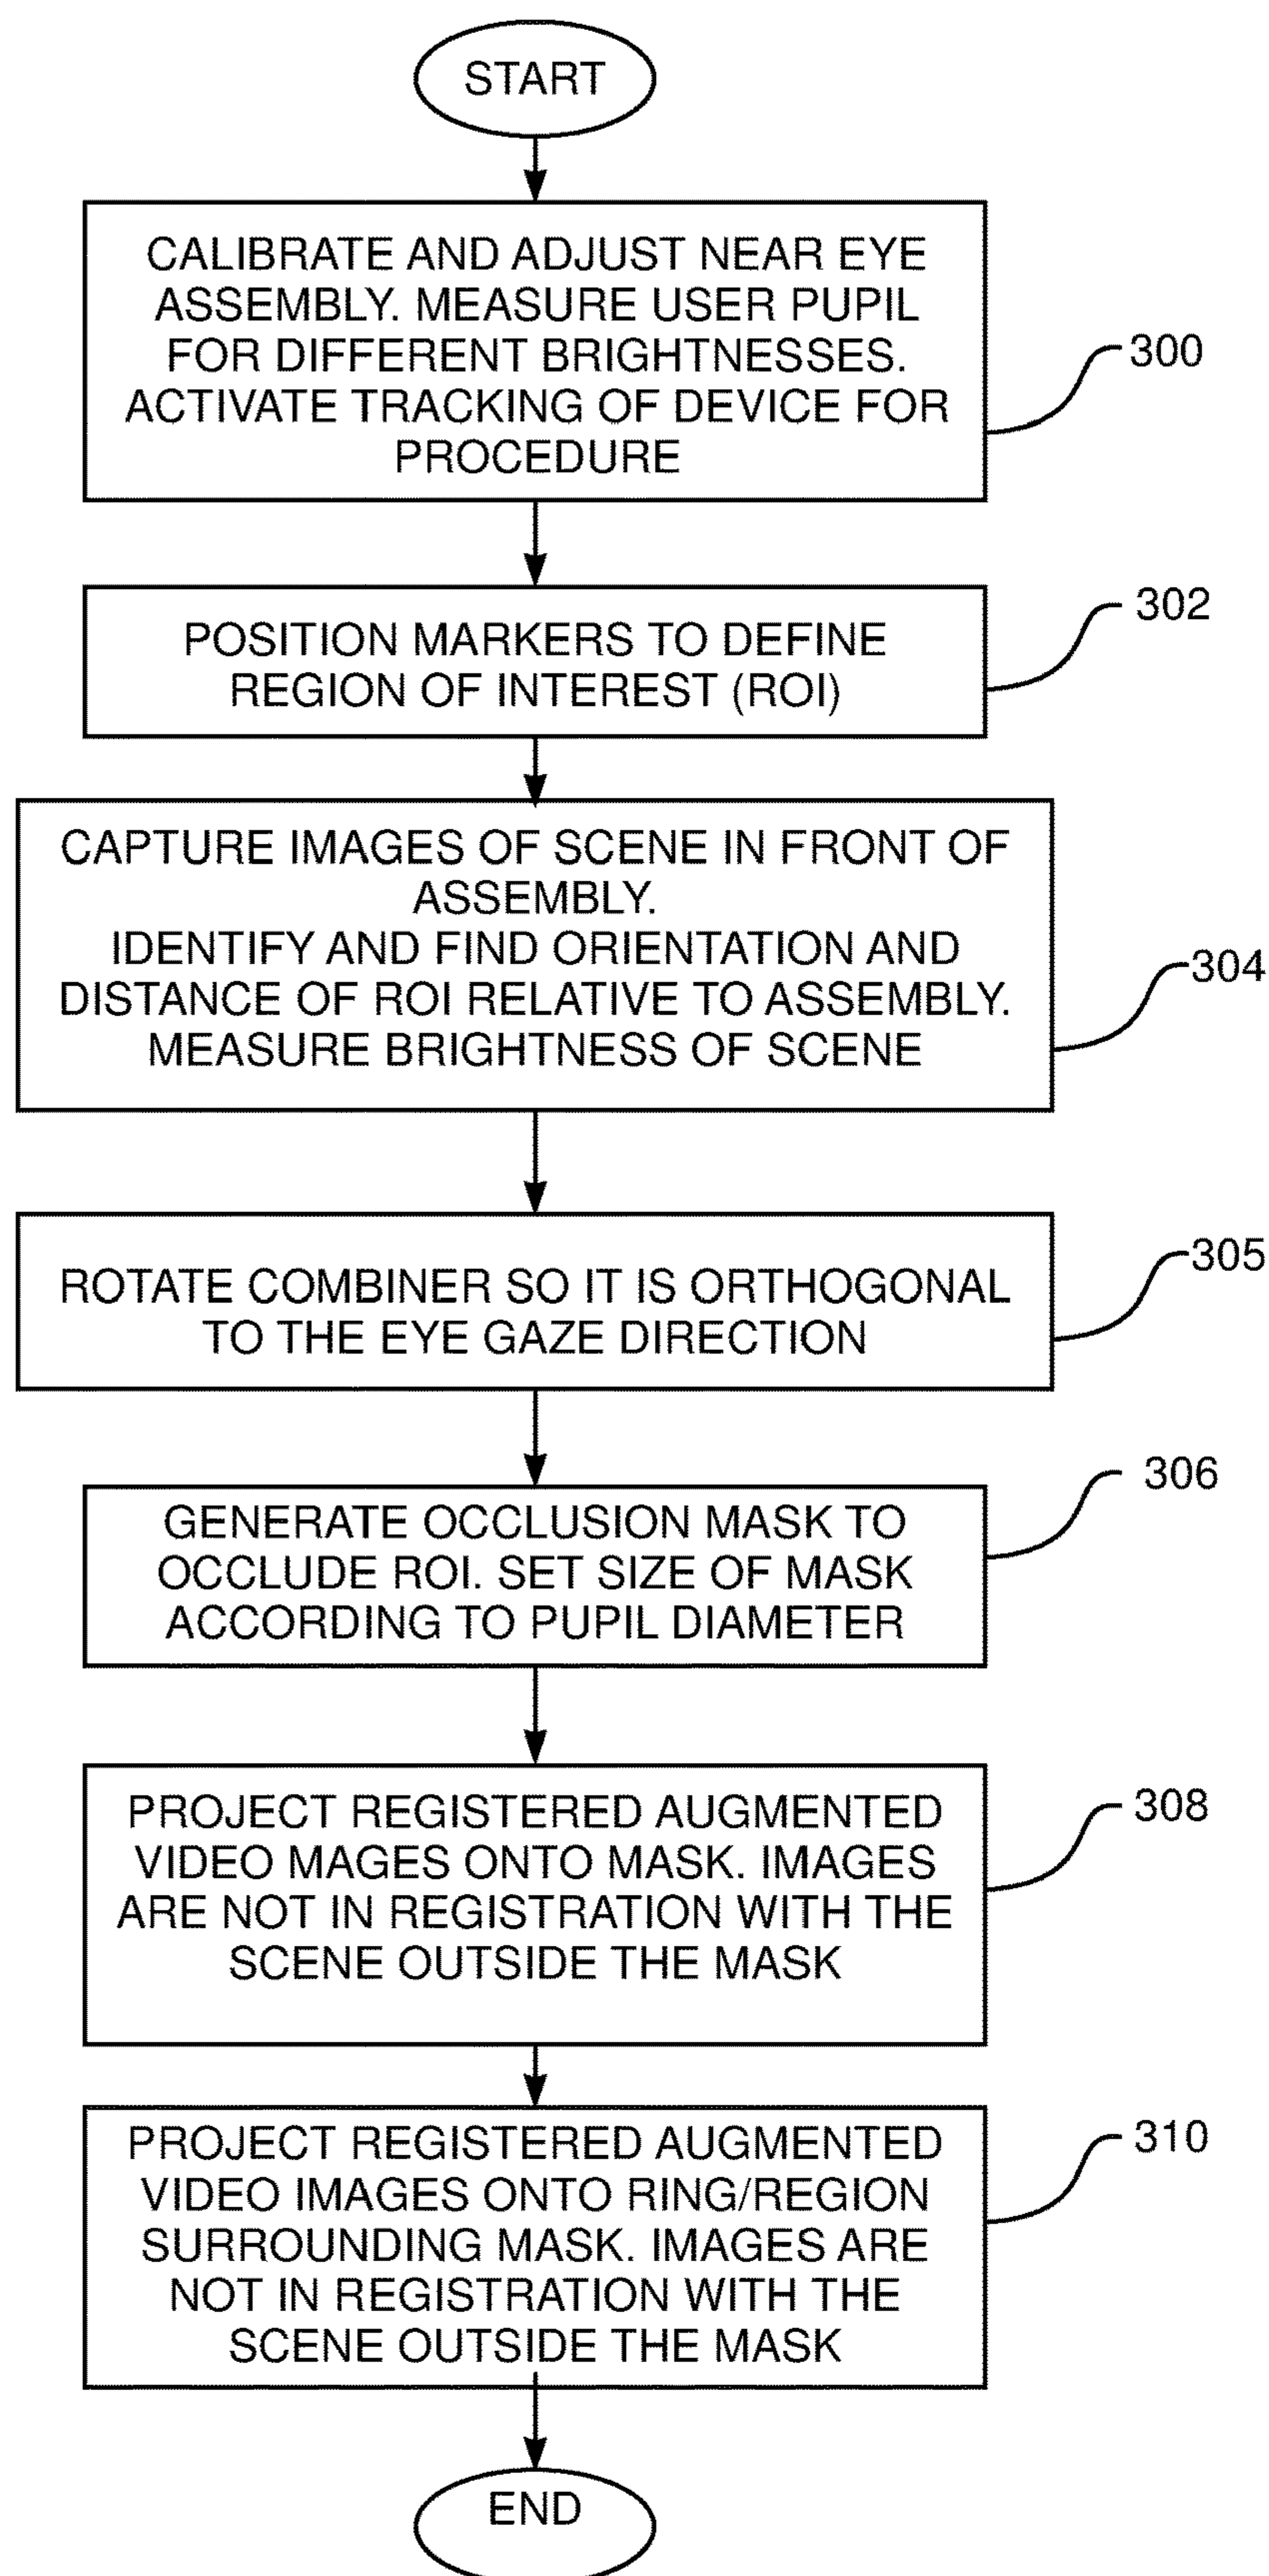 START
CALIBRATE AND ADJUST NEAR EYE
ASSEMBLY. MEASURE USER PUPIL
FOR DIFFERENT BRIGHTNESSES.
ACTIVATE TRACKING OF DEVICE FOR
PROCEDURE
300
POSITION MARKERS TO DEFINE
REGION OF INTEREST (ROI)
302
CAPTURE IMAGES OF SCENE IN FRONT OF
ASSEMBLY.
IDENTIFY AND FIND ORIENTATION AND
DISTANCE OF ROI RELATIVE TO ASSEMBLY.
MEASURE BRIGHTNESS OF SCENE
304
ROTATE COMBINER SO IT IS ORTHOGONAL
TO THE EYE GAZE DIRECTION
305
GENERATE OCCLUSION MASK TO
OCCLUDE ROI. SET SIZE OF MASK
ACCORDING TO PUPIL DIAMETER
306
PROJECT REGISTERED AUGMENTED
VIDEO MAGES ONTO MASK. IMAGES
ARE NOT IN REGISTRATION WITH THE
SCENE OUTSIDE THE MASK
308
PROJECT REGISTERED AUGMENTED
VIDEO IMAGES ONTO RING/REGION
SURROUNDING MASK. IMAGES ARE
NOT IN REGISTRATION WITH THE
SCENE OUTSIDE THE MASK
310
END